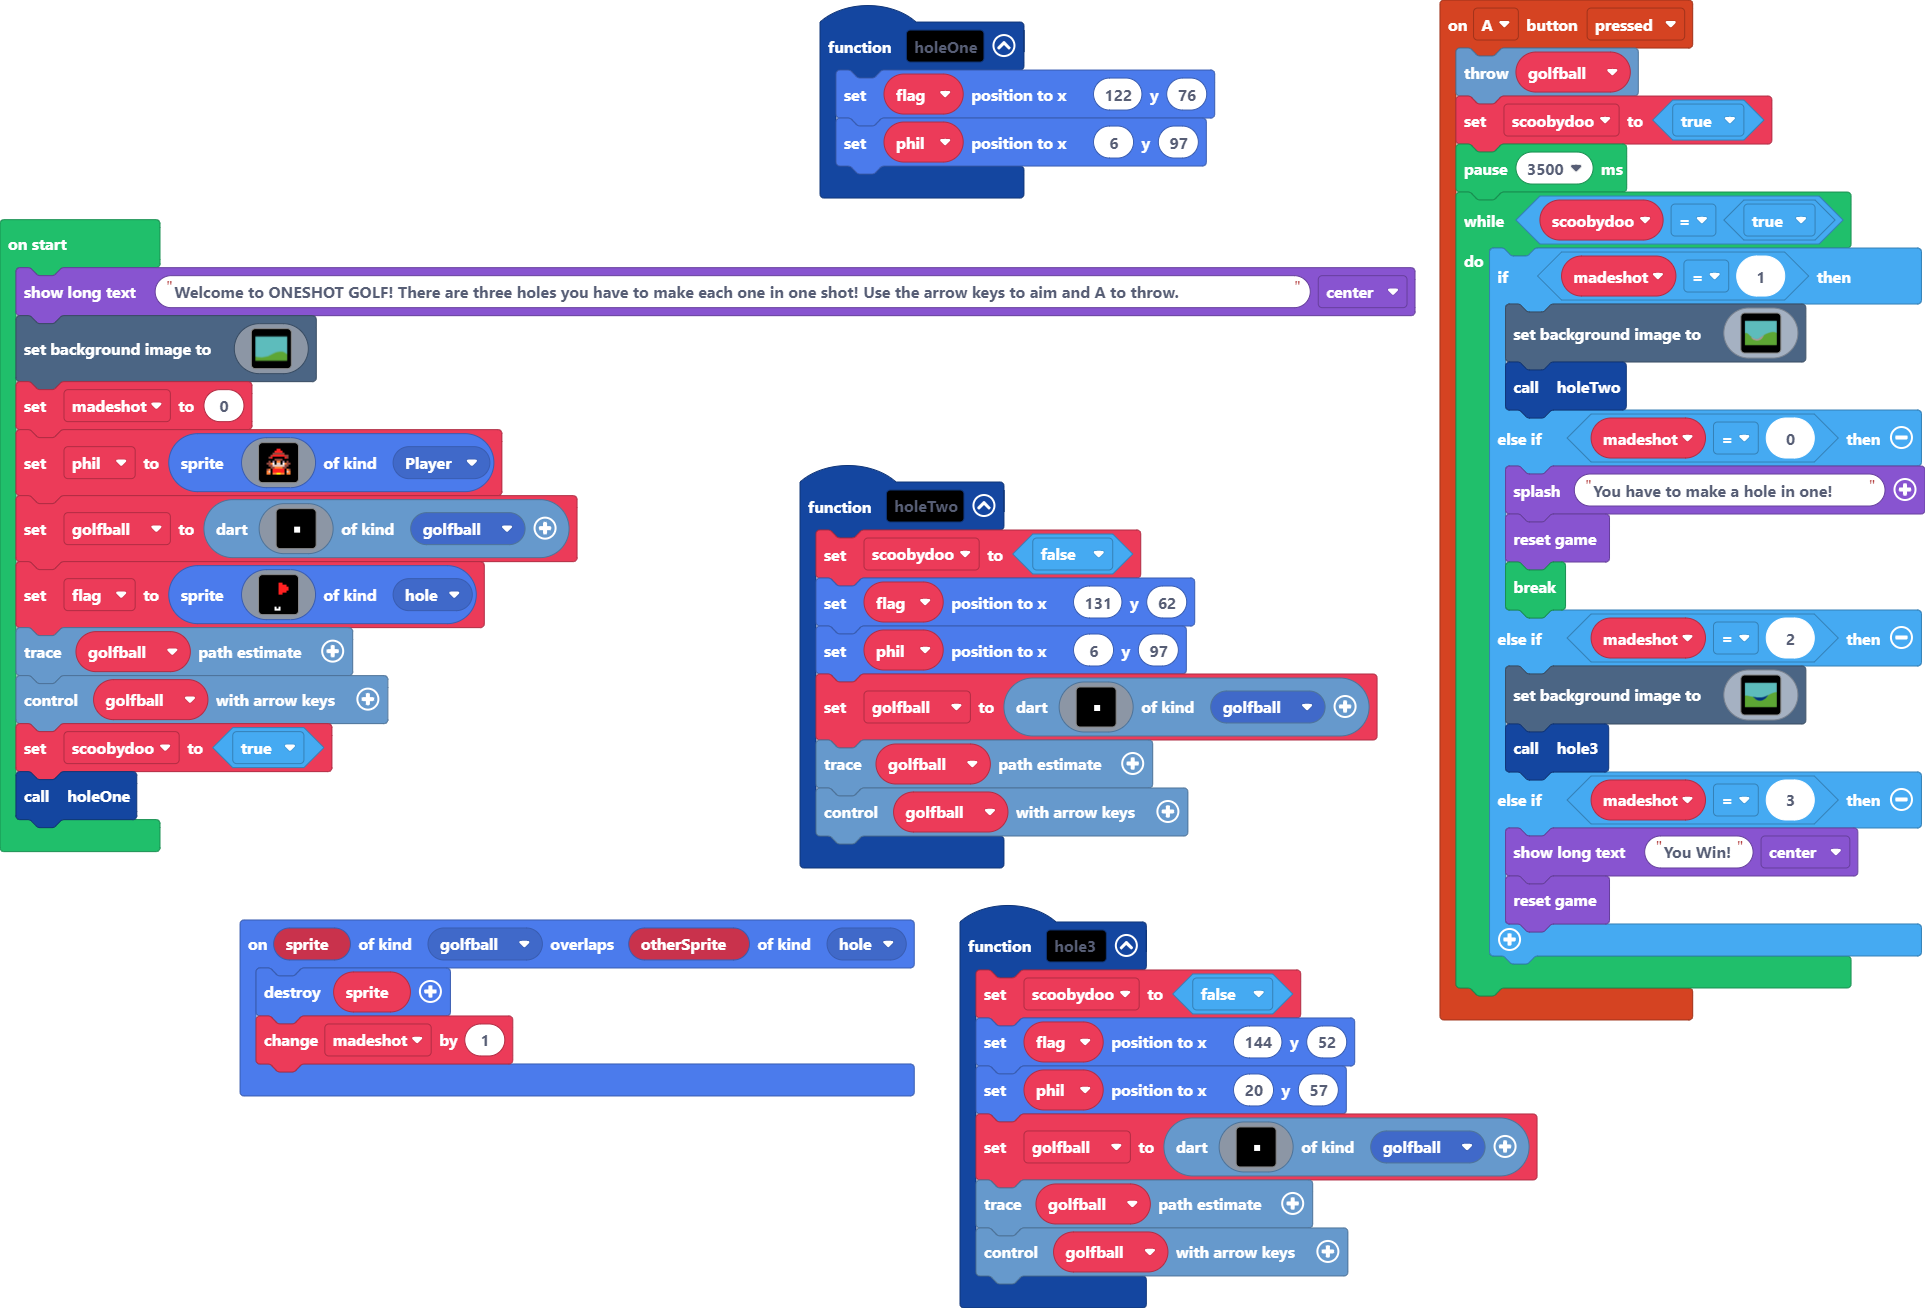 function holeOne
set flag position to x 122 y 76
set phil position to x 6 y 97
on start
show long text "Welcome to ONESHOT GOLF! There are three holes you have to make each one in one shot! Use the arrow keys to aim and A to throw. " center
set background image to
set madeshot to 0
set phil to sprite of kind Player
set golfball to dart of kind golfball
set flag to sprite of kind hole
trace golfball path estimate
control golfball with arrow keys
set scoobydoo to true
call holeOne
function holeTwo
set scoobydoo to false
set flag position to x 131 y 62
set phil position to x 6 y 97
set golfball to dart of kind golfball
trace golfball path estimate
control golfball with arrow keys
on sprite of kind golfball overlaps otherSprite of kind hole
destroy sprite
change madeshot by 1
function hole3
set scoobydoo to false
set flag position to x 144 y 52
set phil position to x 20 y 57
set golfball to dart of kind golfball
trace golfball path estimate
control golfball with arrow keys
on A button pressed
throw golfball
set scoobydoo to true
pause 3500 ms
while scoobydoo = true
do
if madeshot = 1 then
set background image to
call holeTwo
else if madeshot = 0 then
splash "You have to make a hole in one! "
reset game
break
else if madeshot = 2 then
set background image to
call hole3
else if madeshot = 3 then
show long text "You Win! " center
reset game